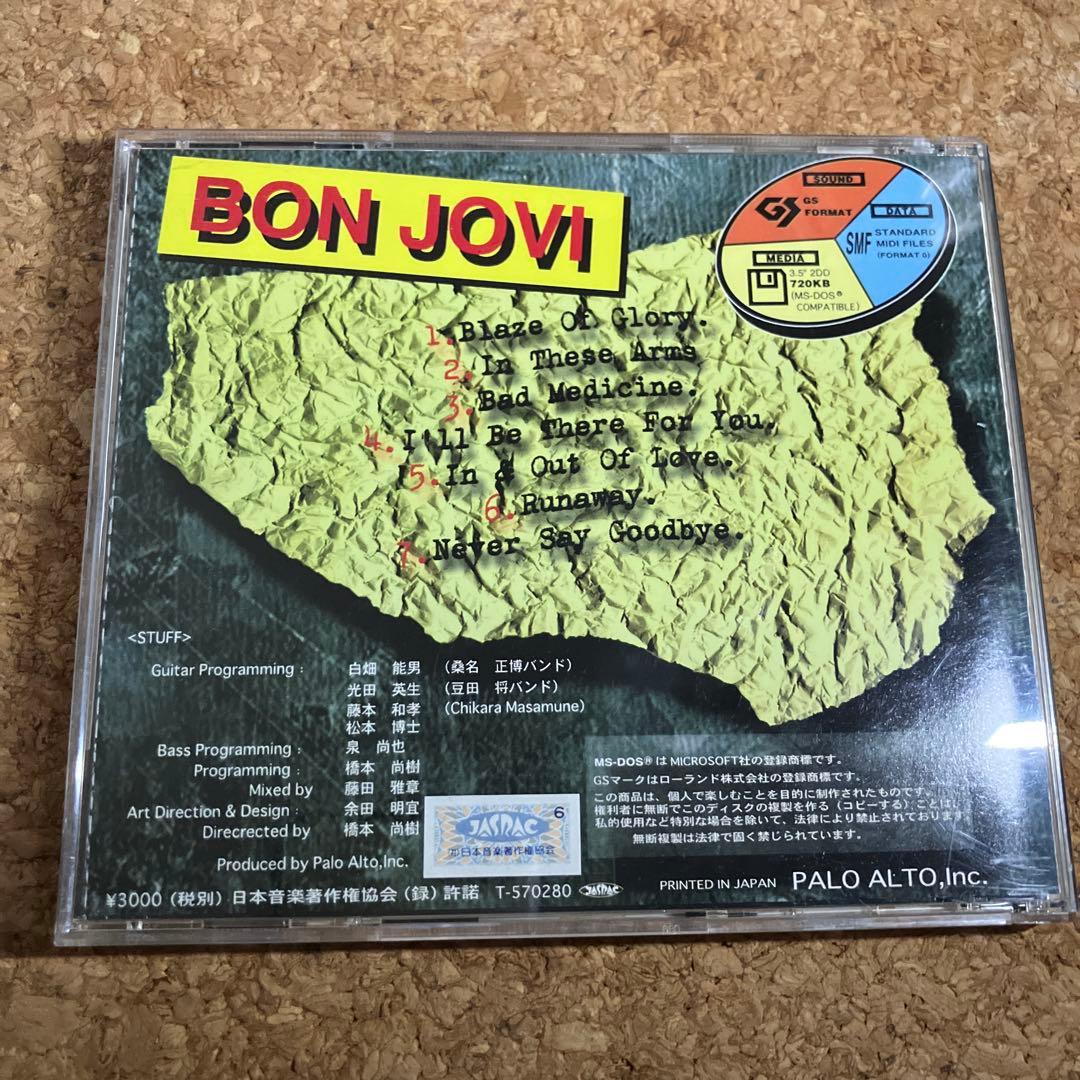 BON JOVI
SOUND
GS
GS
FORMAT
DATA
SMF
STANDARD
MIDI FILES
(FORMAT 0)
MEDIA
3.5" 2DD
720KB
(MS-DOS®
COMPATIBLE)
1.Blaze Of Glory.
2.In These Arms
3.Bad Medicine.
4.I'll Be There For You.
5.In & Out Of Love.
6.Runaway.
7.Never Say Goodbye.
<STUFF>
Guitar Programming : 白畑 能男 (桑名 正博バンド)
光田 英生 (豆田 将バンド)
藤本 和孝 (Chikara Masamune)
松本 博士
Bass Programming : 泉 尚也
Programming : 橋本 尚樹
Mixed by 藤田 雅章
Art Direction & Design : 余田 明宜
Direcrected by 橋本 尚樹
Produced by Palo Alto,Inc.
6
JASRAC
日本音楽著作権協会
MS-DOS®はMICROSOFT社の登録商標です。
GSマークはローランド株式会社の登録商標です。
この商品は、個人で楽しむことを目的に制作されたものです。
権利者に無断でこのディスクの複製を作る(コピーする)ことは、
私的使用など特別な場合を除いて、法律により禁止されております。
無断複製は法律で固く禁じられています。
¥3000(税別)日本音楽著作権協会(録)許諾 T-570280 JASRAC
PRINTED IN JAPAN PALO ALTO,Inc.